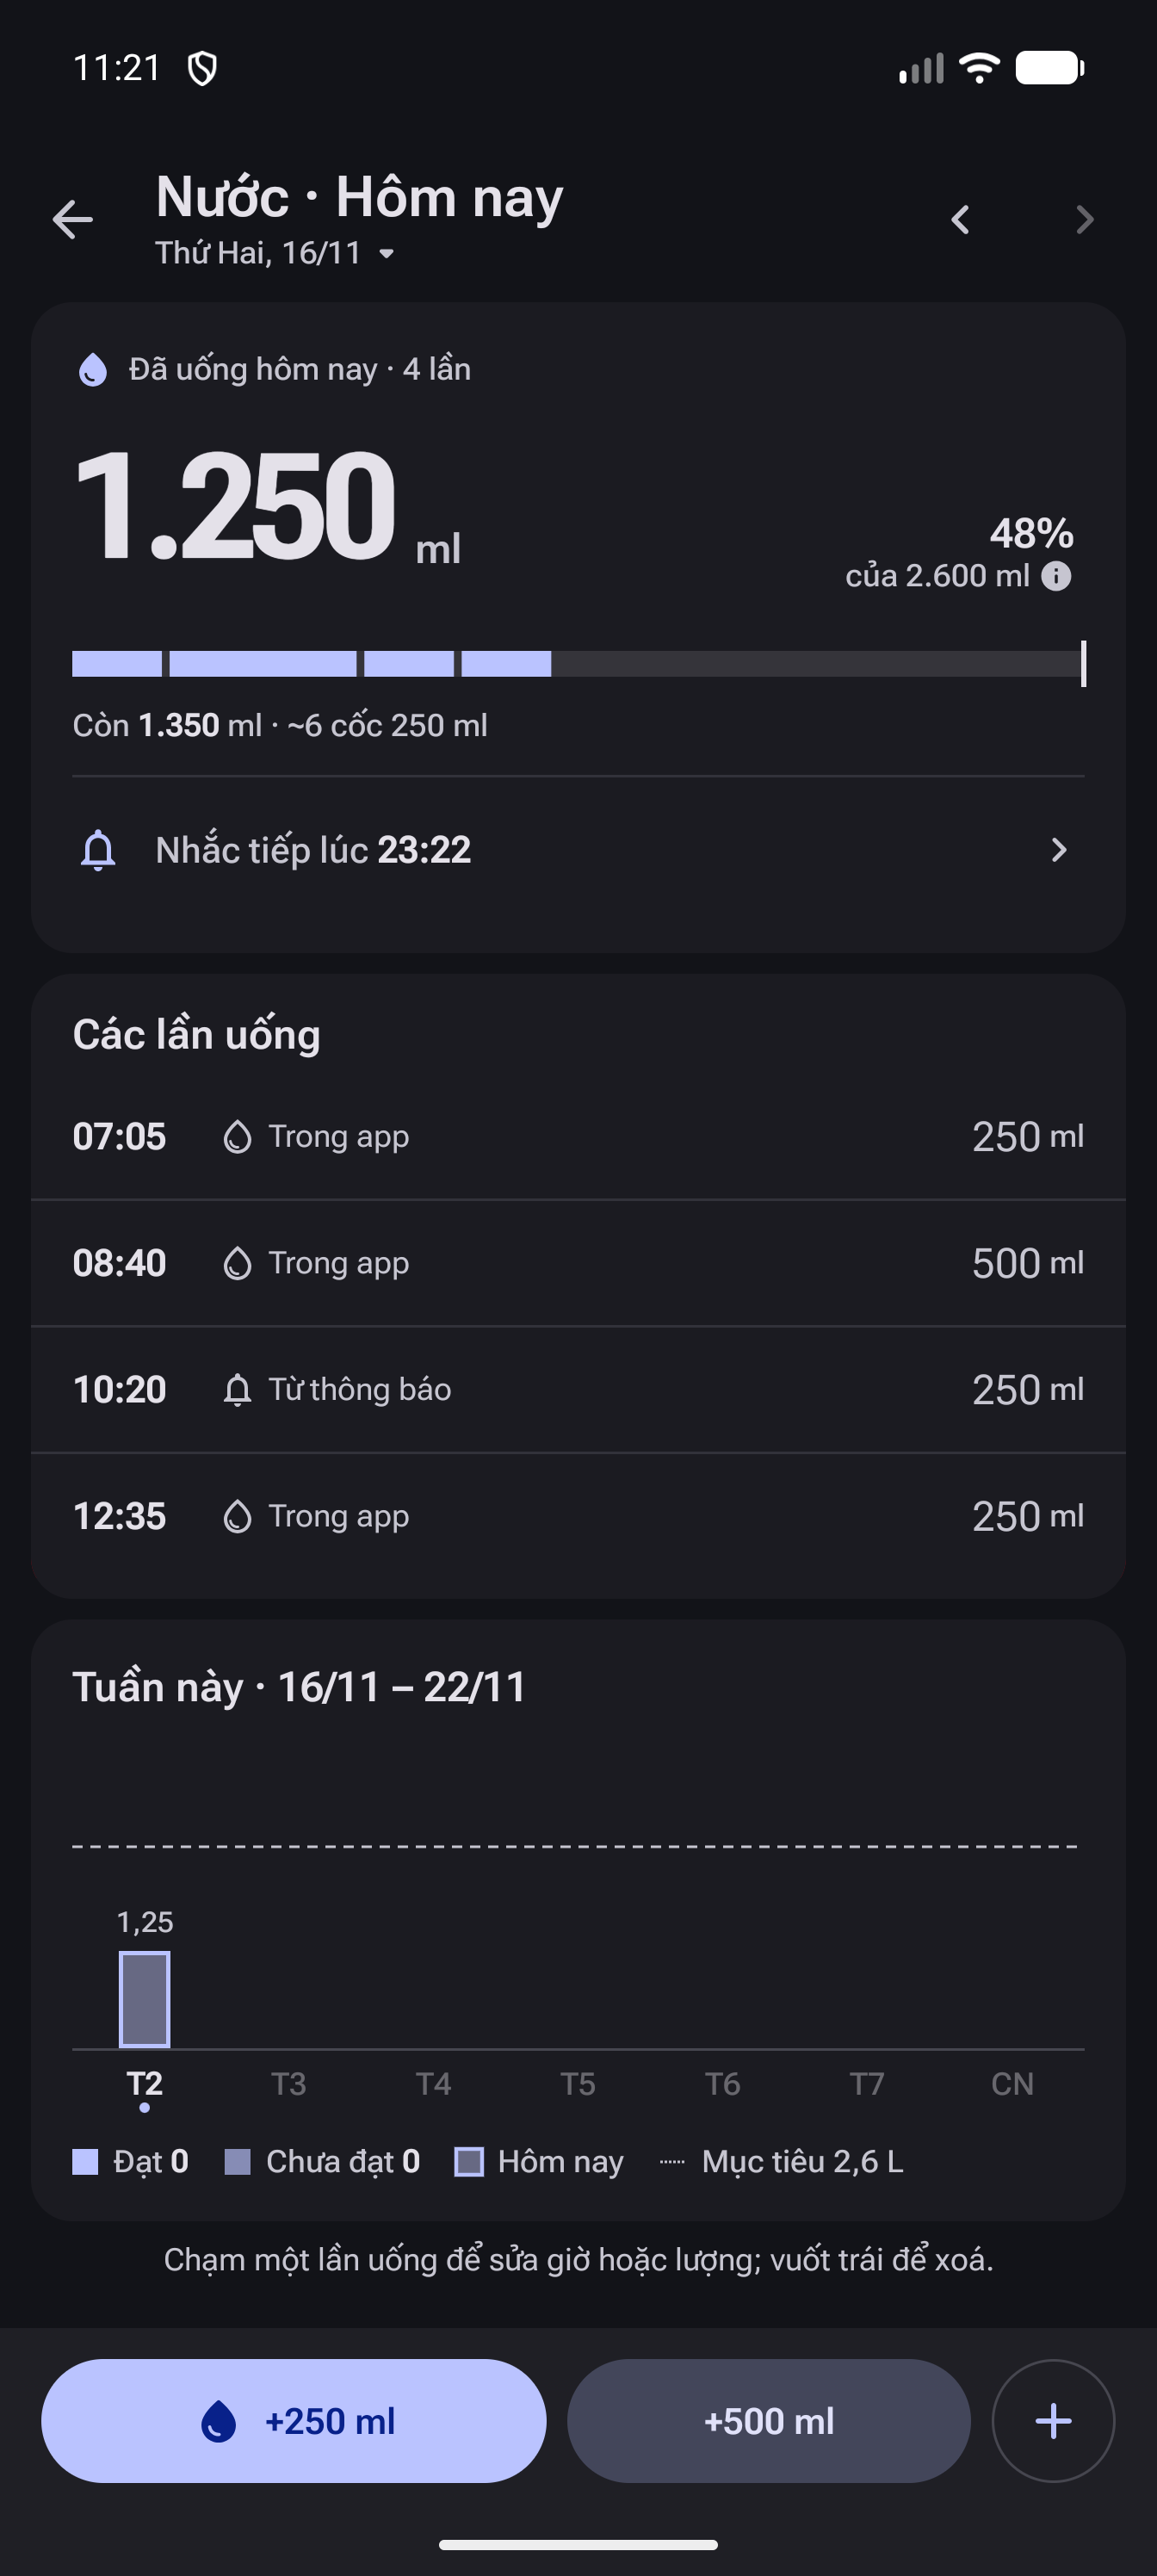 11:21
Nước · Hôm nay
Thứ Hai, 16/11
Đã uống hôm nay · 4 lần
1.250 ml
48%
của 2.600 ml
Còn 1.350 ml · ~6 cốc 250 ml
Nhắc tiếp lúc 23:22
Các lần uống
07:05 Trong app 250 ml
08:40 Trong app 500 ml
10:20 Từ thông báo 250 ml
12:35 Trong app 250 ml
Tuần này · 16/11 – 22/11
1,25
T2 T3 T4 T5 T6 T7 CN
Đạt 0 Chưa đạt 0 Hôm nay Mục tiêu 2,6 L
Chạm một lần uống để sửa giờ hoặc lượng; vuốt trái để xoá.
+250 ml +500 ml